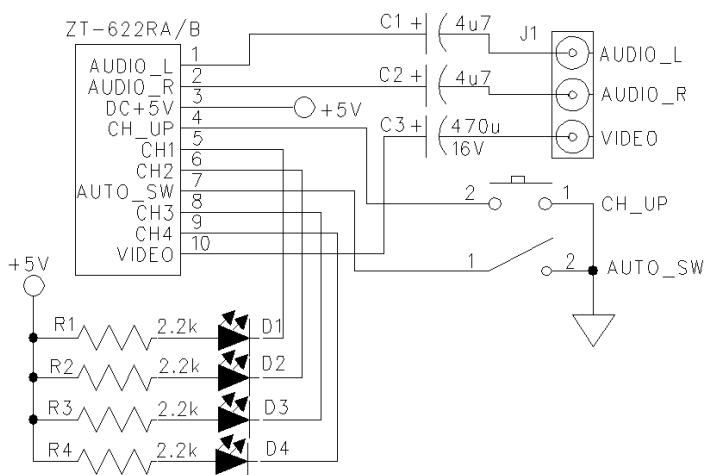 ZT-622RA/B
AUDIO_L 1
AUDIO_R 2
DC+5V 3
CH_UP 4
CH1 5
CH2 6
AUTO_SW 7
CH3 8
CH4 9
VIDEO 10
+5V
C1 + 4u7
C2 + 4u7
C3 + 470u
16V
J1
AUDIO_L
AUDIO_R
VIDEO
2 1 CH_UP
1 2 AUTO_SW
+5V
R1 2.2k D1
R2 2.2k D2
R3 2.2k D3
R4 2.2k D4